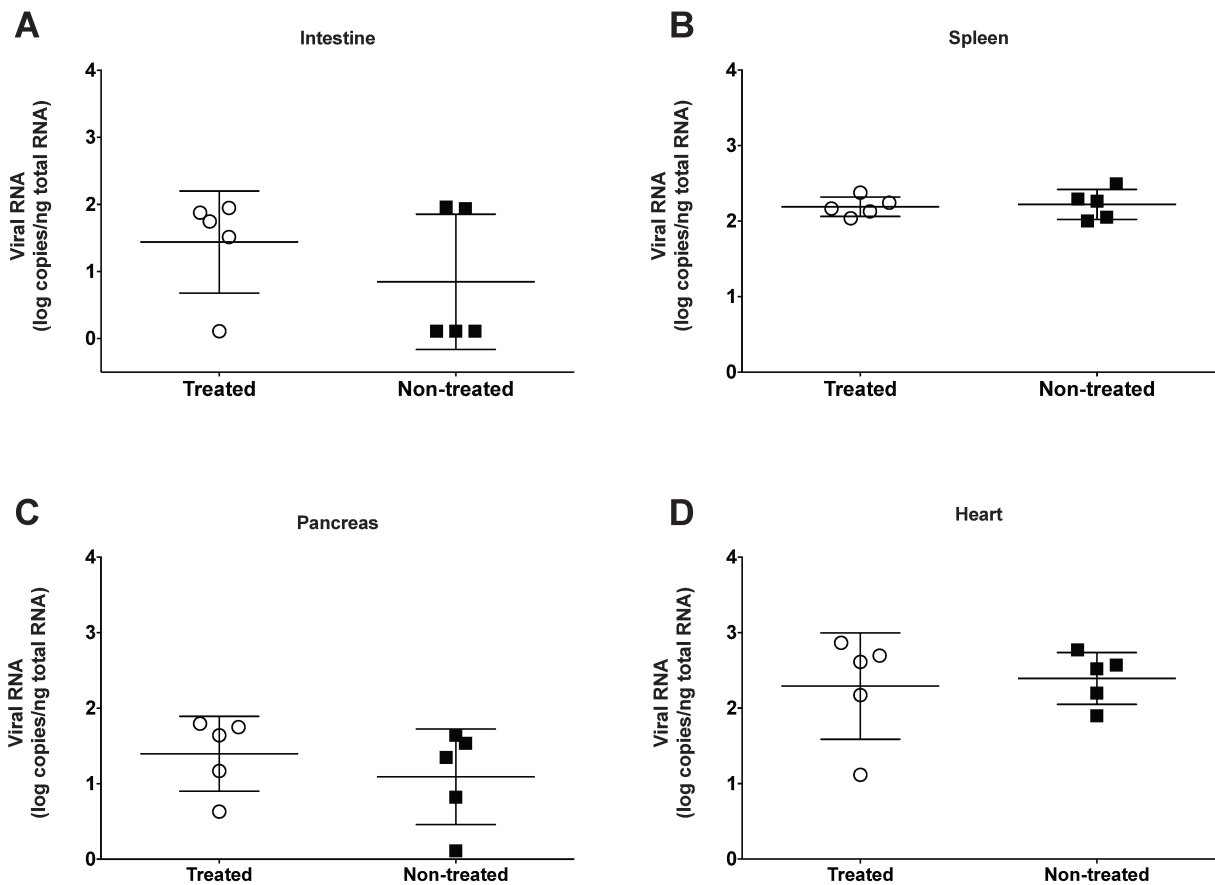 A
Intestine
Viral RNA
(log copies/ng total RNA)
4
3
2
1
0
Treated
Non-treated
B
Spleen
Viral RNA
(log copies/ng total RNA)
4
3
2
1
0
Treated
Non-treated
C
Pancreas
Viral RNA
(log copies/ng total RNA)
4
3
2
1
0
Treated
Non-treated
D
Heart
Viral RNA
(log copies/ng total RNA)
4
3
2
1
0
Treated
Non-treated